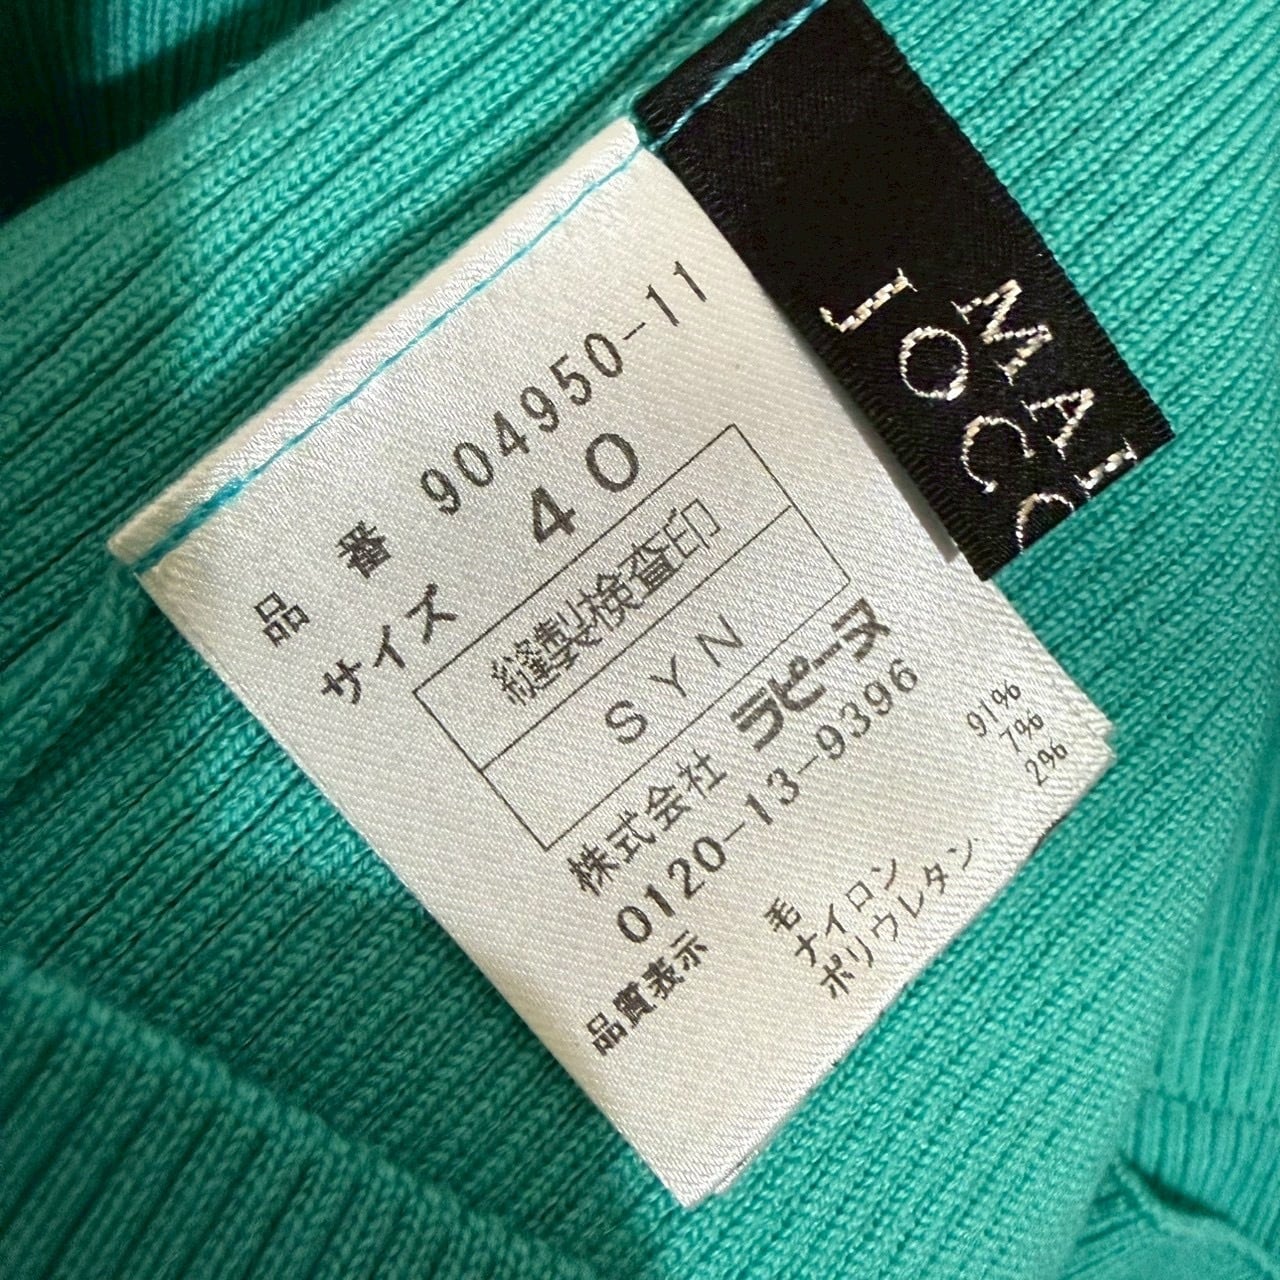 品番 904950-11
サイズ 40
縫製検査印
SYN
株式会社 ラピーヌ
0120-13-9396
品質表示
毛 91%
ナイロン 7%
ポリウレタン 2%
JOC